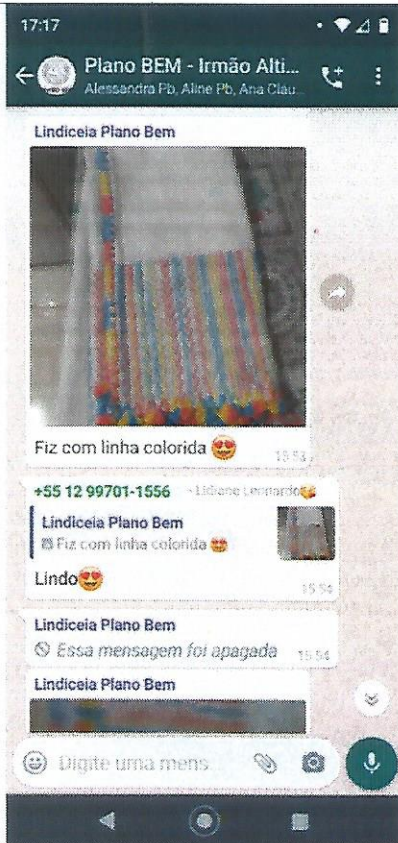 17:17
Plano BEM - Irmão Alti...
Alessandra Pb, Aline Pb, Ana Clau...
Lindiceia Plano Bem
Fiz com linha colorida 😍
15:53
+55 12 99701-1556 ~Lidiane Leonardo😘
Lindiceia Plano Bem
Fiz com linha colorida 😍
Lindo😍
15:54
Lindiceia Plano Bem
Essa mensagem foi apagada 15:54
Lindiceia Plano Bem
Digite uma mens